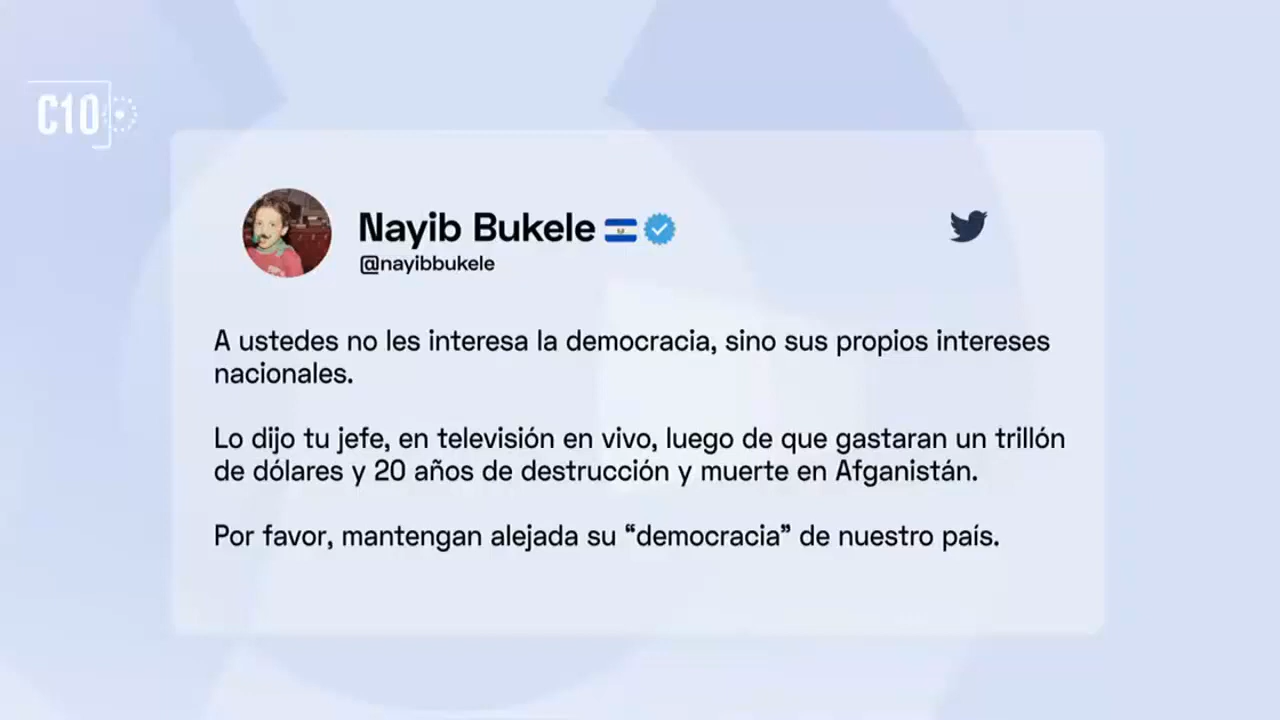 C10
Nayib Bukele
@nayibbukele
A ustedes no les interesa la democracia, sino sus propios intereses
nacionales.
Lo dijo tu jefe, en televisión en vivo, luego de que gastaran un trillón
de dólares y 20 años de destrucción y muerte en Afganistán.
Por favor, mantengan alejada su “democracia” de nuestro país.